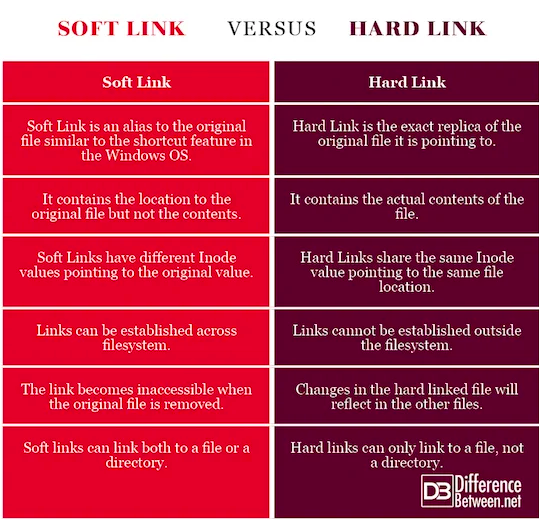 SOFT LINK VERSUS HARD LINK
Soft Link
Hard Link
Soft Link is an alias to the original
file similar to the shortcut feature in
the Windows OS.
Hard Link is the exact replica of the
original file it is pointing to.
It contains the location to the
original file but not the contents.
It contains the actual contents of the
file.
Soft Links have different Inode
values pointing to the original value.
Hard Links share the same Inode
value pointing to the same file
location.
Links can be established across
filesystem.
Links cannot be established outside
the filesystem.
The link becomes inaccessible when
the original file is removed.
Changes in the hard linked file will
reflect in the other files.
Soft links can link both to a file or a
directory.
Hard links can only link to a file, not
a directory.
DB Difference
Between.net